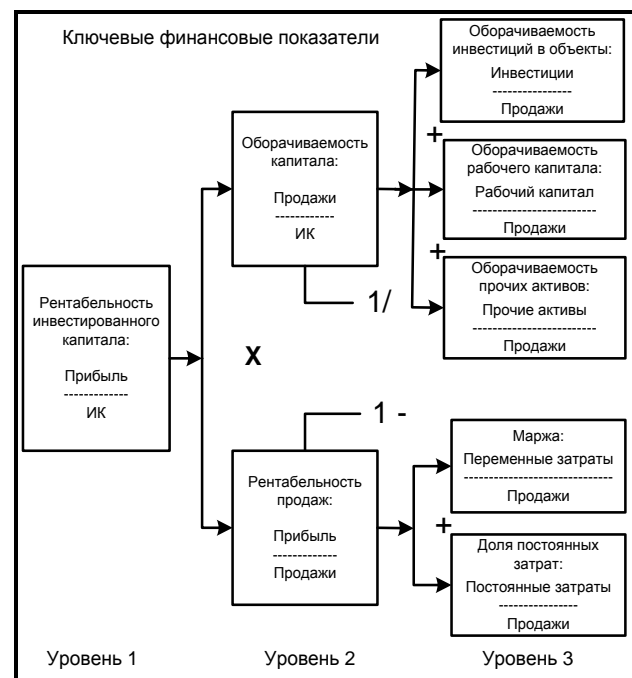 Ключевые финансовые показатели
Рентабельность
инвестированного
капитала:
Прибыль
-------------
ИК
Оборачиваемость
капитала:
Продажи
-------------
ИК
1/
X
1 -
Рентабельность
продаж:
Прибыль
-------------
Продажи
Оборачиваемость
инвестиций в объекты:
Инвестиции
----------------
Продажи
+
Оборачиваемость
рабочего капитала:
Рабочий капитал
-------------------------
Продажи
+
Оборачиваемость
прочих активов:
Прочие активы
------------------------
Продажи
Маржа:
Переменные затраты
------------------------------
Продажи
+
Доля постоянных
затрат:
Постоянные затраты
----------------
Продажи
Уровень 1
Уровень 2
Уровень 3